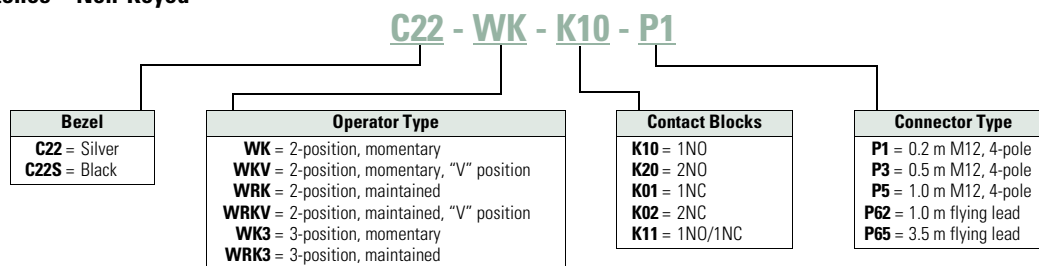 C22 - WK - K10 - P1
Bezel
C22 = Silver
C22S = Black
Operator Type
WK = 2-position, momentary
WKV = 2-position, momentary, “V” position
WRK = 2-position, maintained
WRKV = 2-position, maintained, “V” position
WK3 = 3-position, momentary
WRK3 = 3-position, maintained
Contact Blocks
K10 = 1NO
K20 = 2NO
K01 = 1NC
K02 = 2NC
K11 = 1NO/1NC
Connector Type
P1 = 0.2 m M12, 4-pole
P3 = 0.5 m M12, 4-pole
P5 = 1.0 m M12, 4-pole
P62 = 1.0 m flying lead
P65 = 3.5 m flying lead